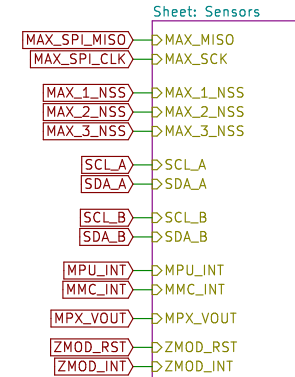 Sheet: Sensors
MAX_SPI_MISO MAX_MISO
MAX_SPI_CLK MAX_SCK
MAX_1_NSS MAX_1_NSS
MAX_2_NSS MAX_2_NSS
MAX_3_NSS MAX_3_NSS
SCL_A SCL_A
SDA_A SDA_A
SCL_B SCL_B
SDA_B SDA_B
MPU_INT MPU_INT
MMC_INT MMC_INT
MPX_VOUT MPX_VOUT
ZMOD_RST ZMOD_RST
ZMOD_INT ZMOD_INT